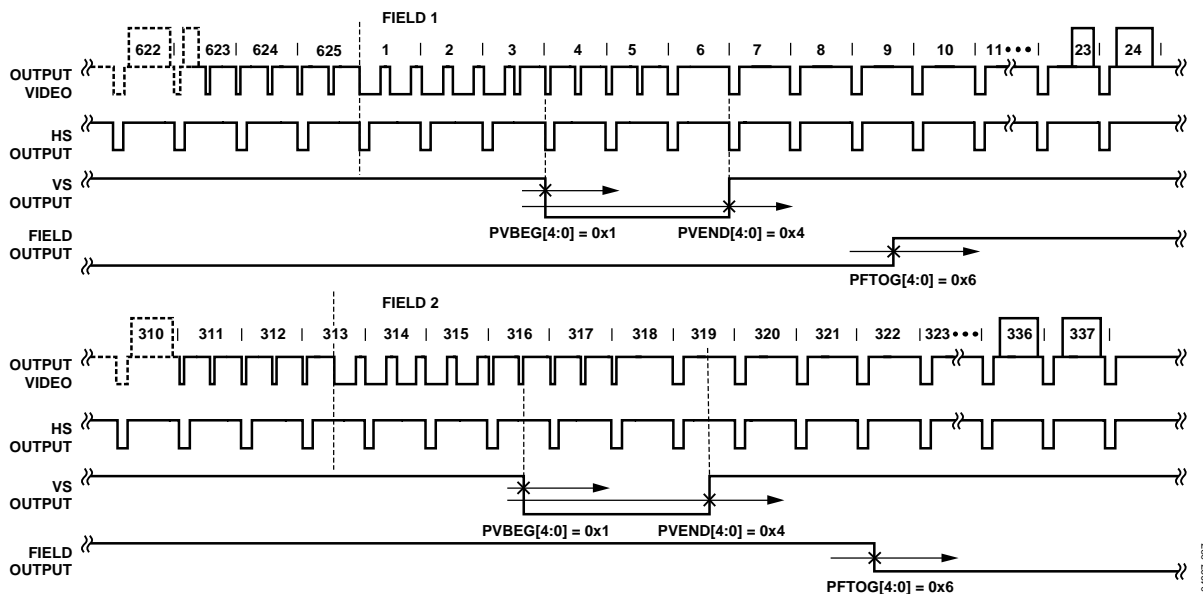 FIELD 1
622 623 624 625 1 2 3 4 5 6 7 8 9 10 11 ••• 23 24
OUTPUT
VIDEO
HS
OUTPUT
VS
OUTPUT
PVBEG[4:0] = 0x1 PVEND[4:0] = 0x4
FIELD
OUTPUT
PFTOG[4:0] = 0x6
FIELD 2
310 311 312 313 314 315 316 317 318 319 320 321 322 323 ••• 336 337
OUTPUT
VIDEO
HS
OUTPUT
VS
OUTPUT
PVBEG[4:0] = 0x1 PVEND[4:0] = 0x4
FIELD
OUTPUT
PFTOG[4:0] = 0x6